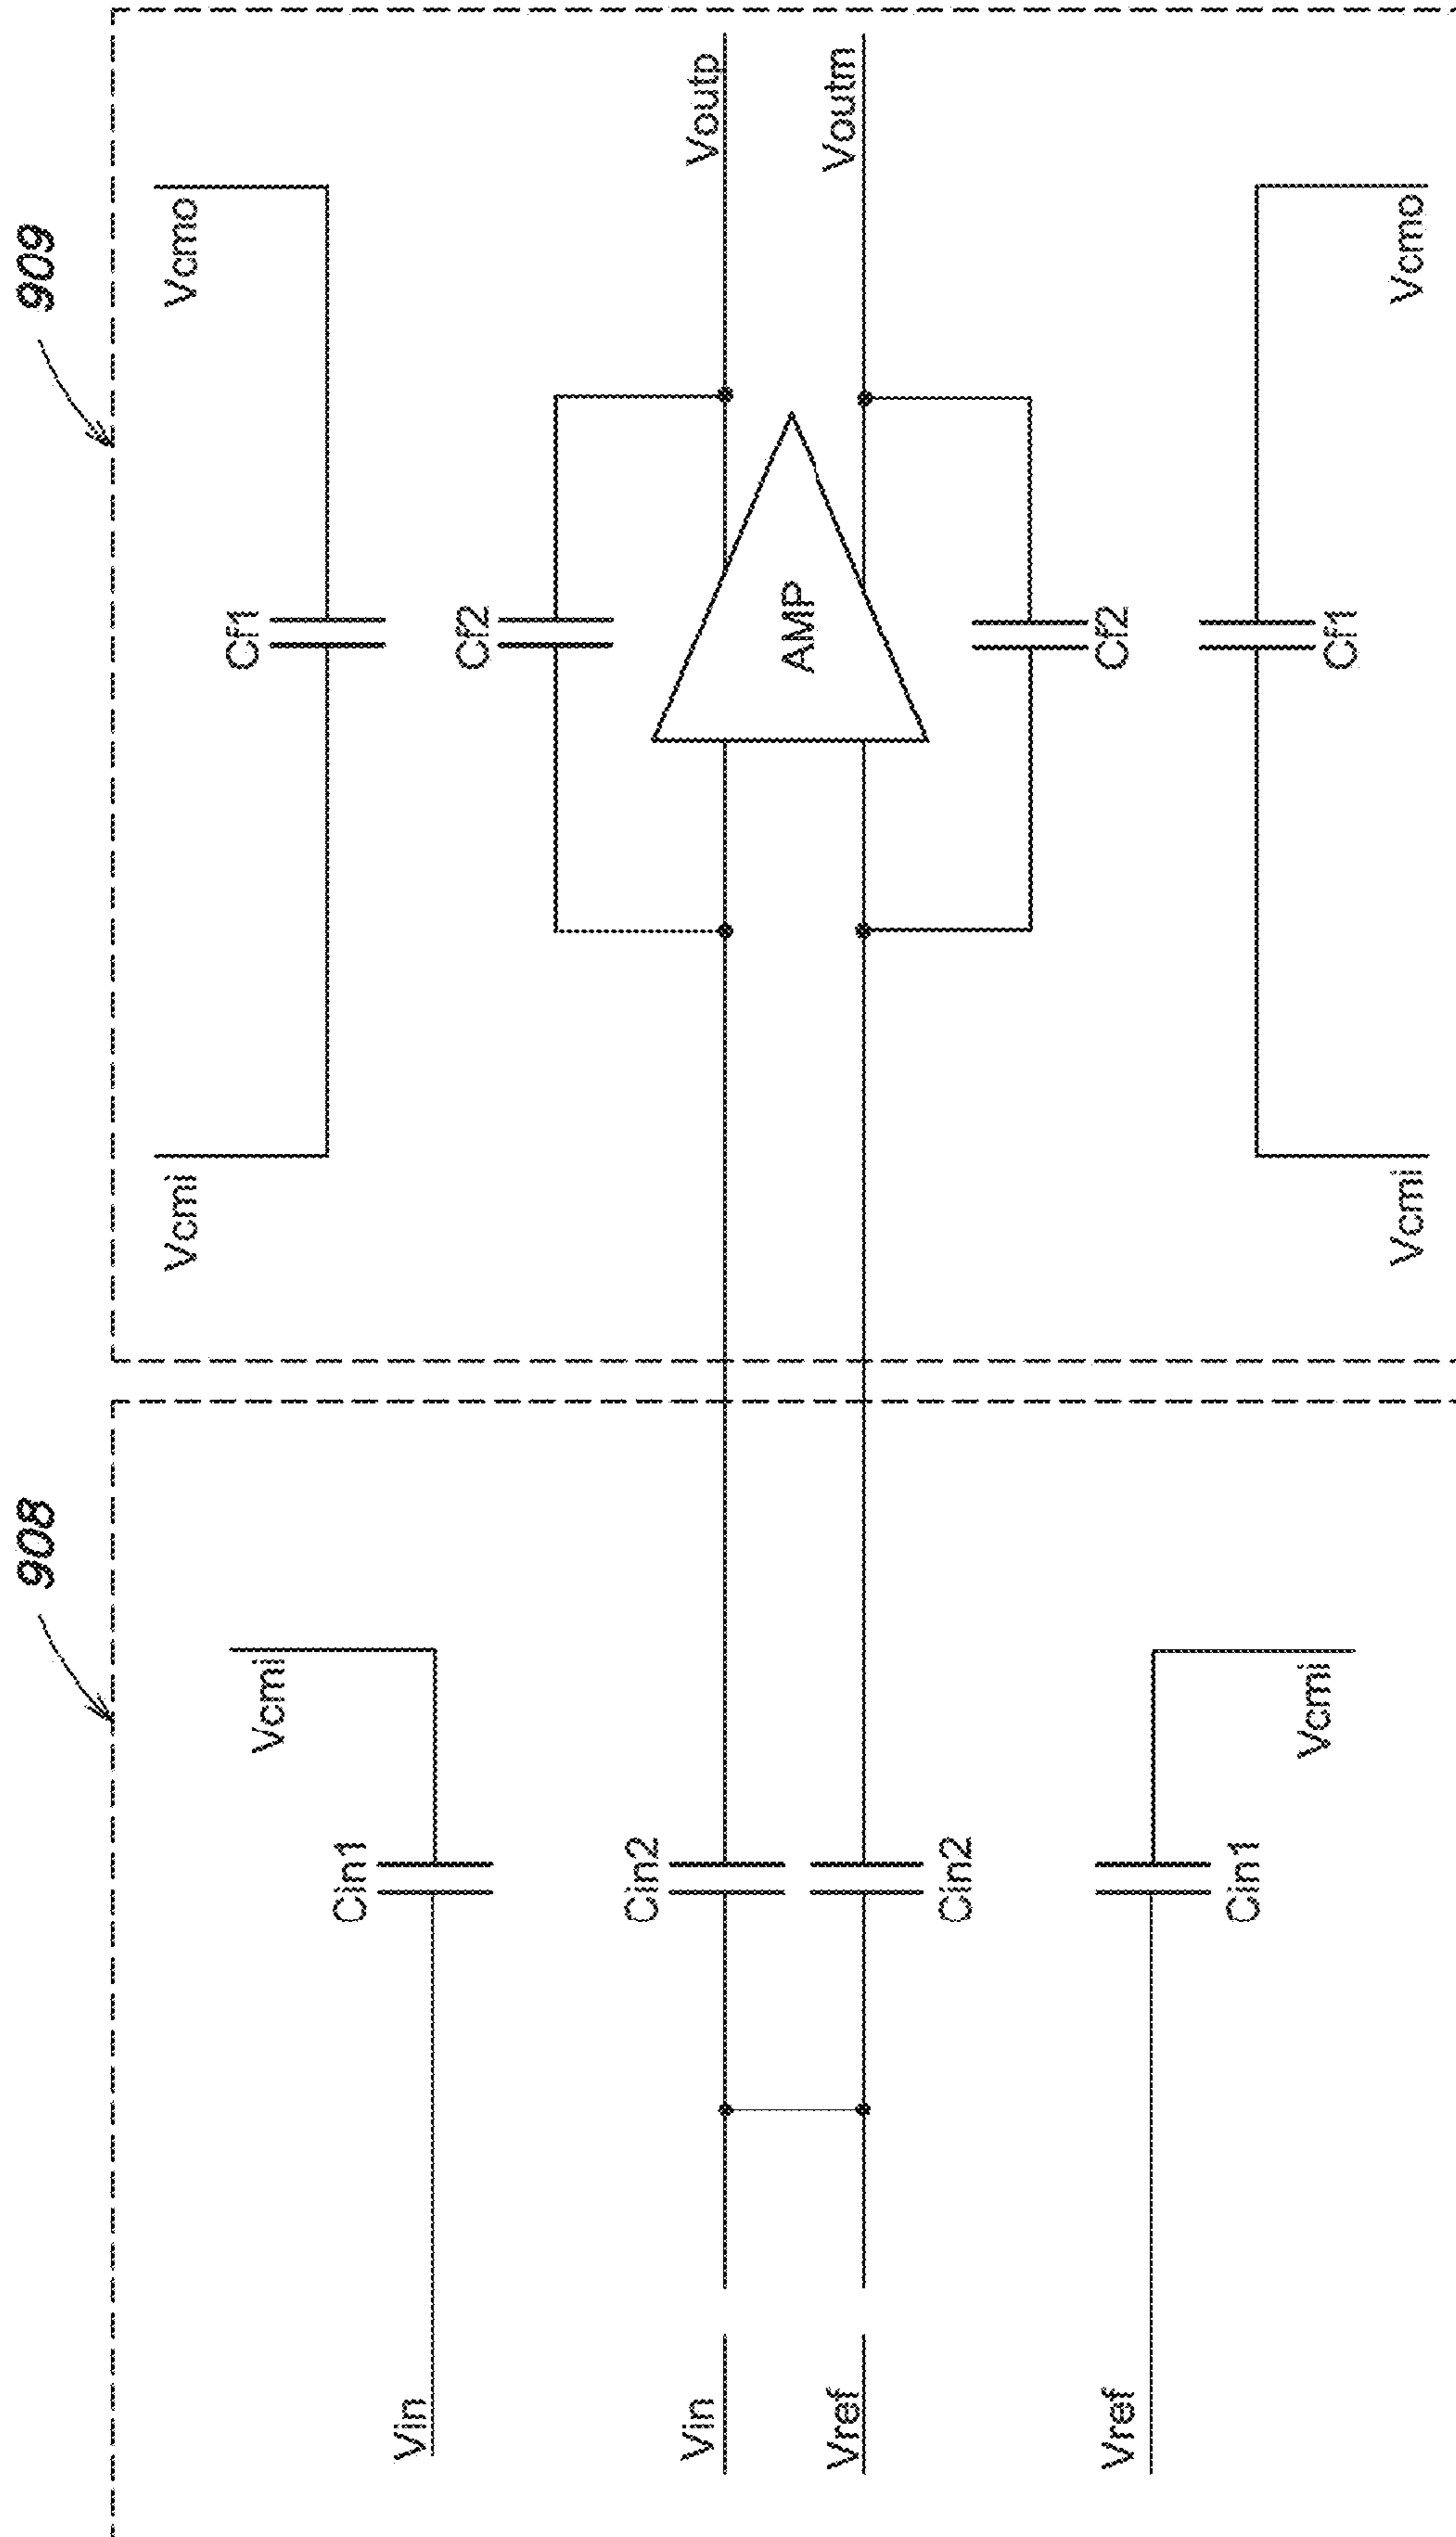 908
909
Vcmi
Vcmo
Cf1
Vcmi
Cin1
Vin
Cf2
Voutp
Cin2
Vin
AMP
Vref
Cin2
Voutm
Cf2
Vcmi
Vref
Cin1
Cf1
Vcmi
Vcmo